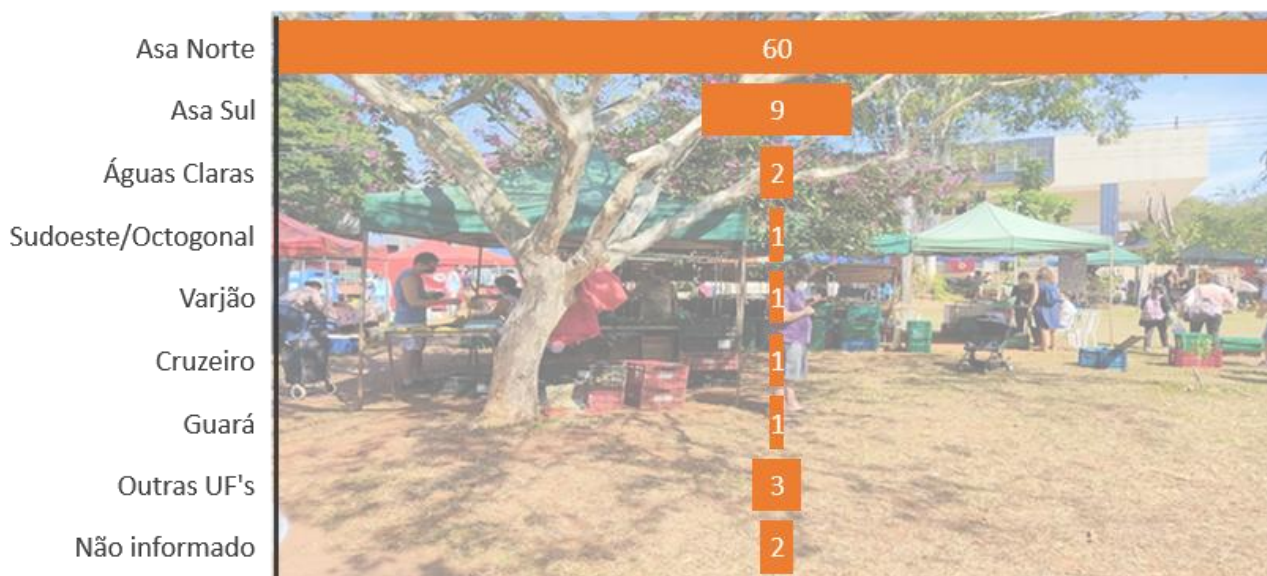 Asa Norte 60
Asa Sul 9
Águas Claras 2
Sudoeste/Octogonal 1
Varjão 1
Cruzeiro 1
Guará 1
Outras UF's 3
Não informado 2